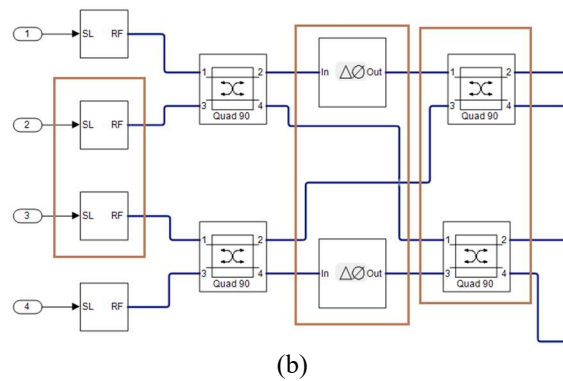 1
SL RF
1 2
3 4
Quad 90
In ΔØ Out
1 2
3 4
Quad 90
2
SL RF
3
SL RF
1 2
3 4
Quad 90
In ΔØ Out
1 2
3 4
Quad 90
4
SL RF
(b)